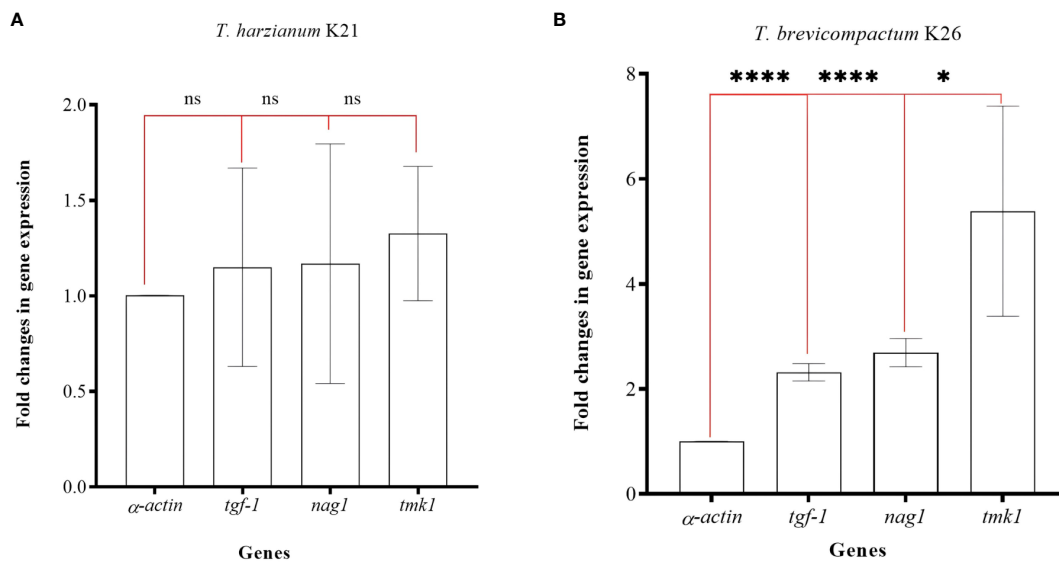 A
T. harzianum K21
Fold changes in gene expression
2.0
1.5
1.0
0.5
0.0
ns ns ns
α-actin tgf-1 nag1 tmk1
Genes
B
T. brevicompactum K26
Fold changes in gene expression
8
6
4
2
0
**** **** *
α-actin tgf-1 nag1 tmk1
Genes